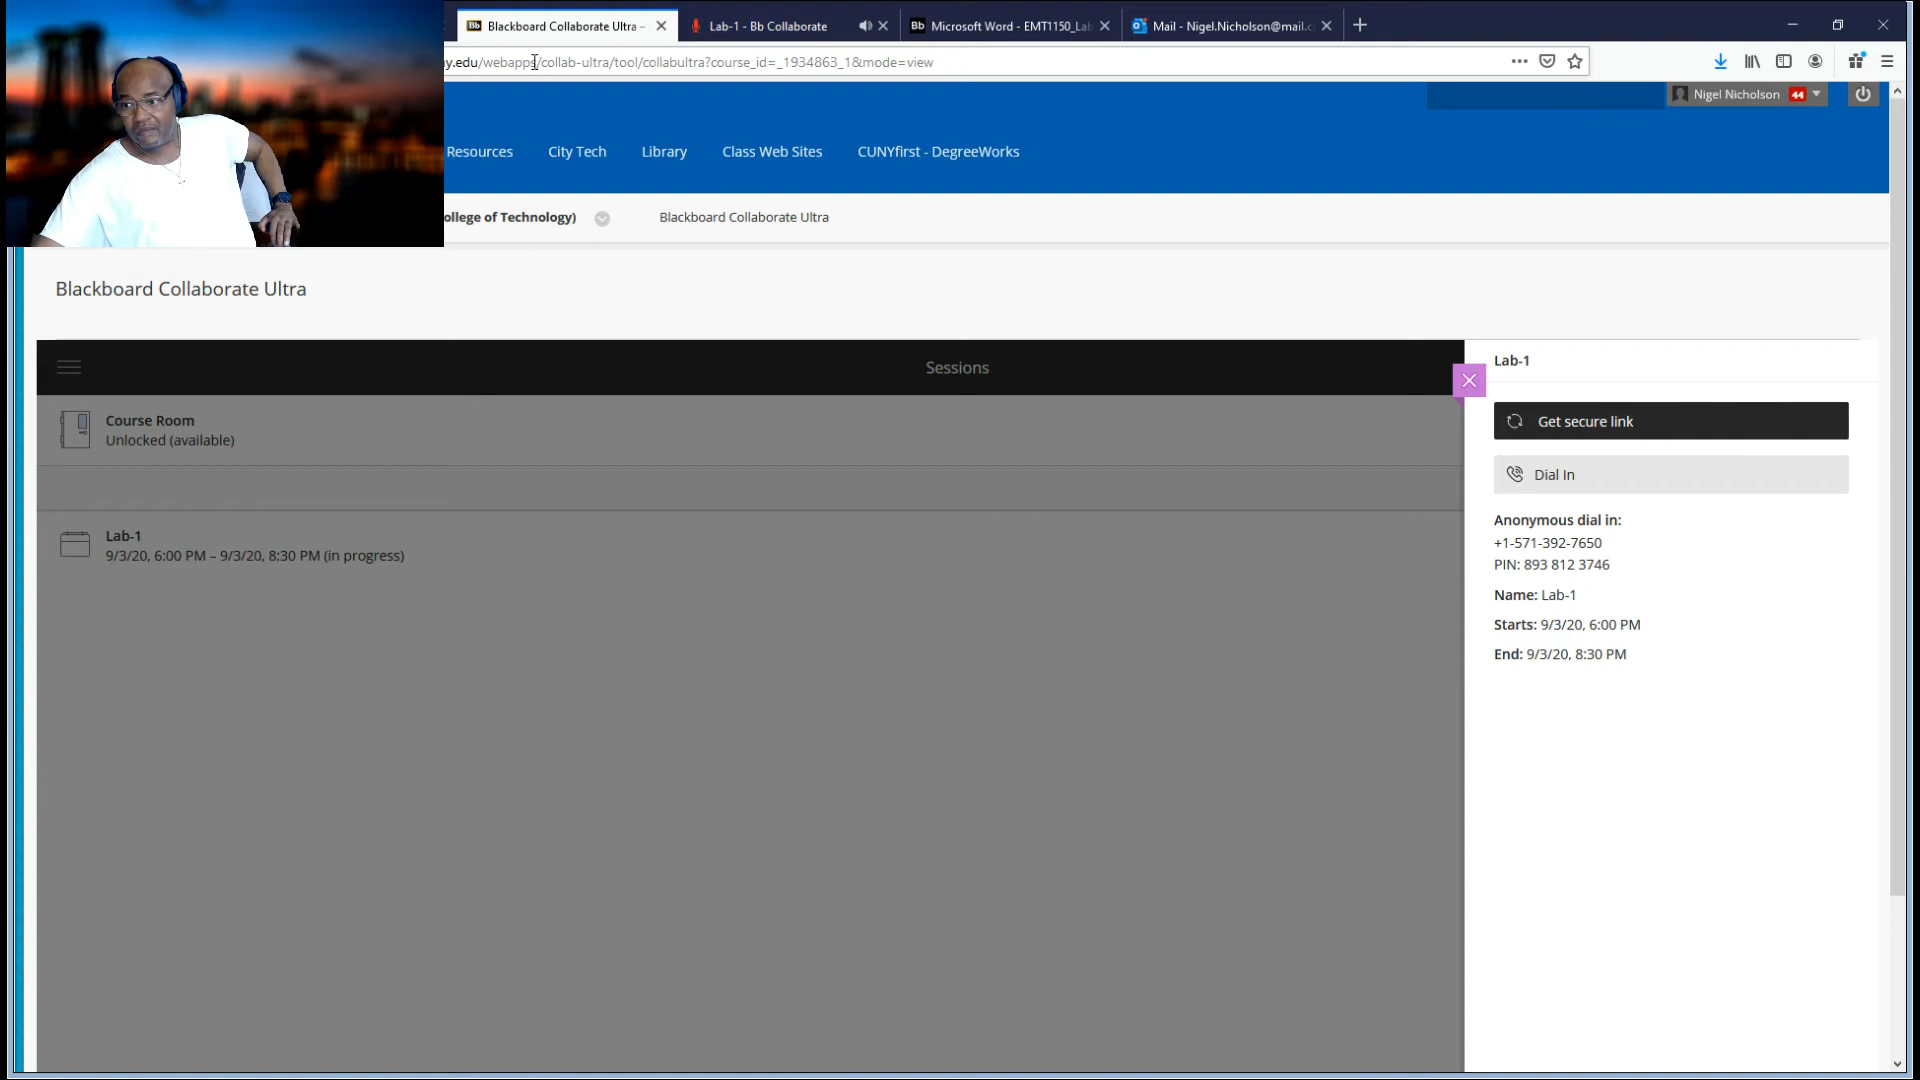 Blackboard Collaborate Ultra –
Lab-1 - Bb Collaborate
Bb Microsoft Word - EMT1150_Lab
Mail - Nigel.Nicholson@mail.c
y.edu/webapps/collab-ultra/tool/collabultra?course_id=_1934863_1&mode=view
Nigel Nicholson 44
Resources City Tech Library Class Web Sites CUNYfirst - DegreeWorks
ollege of Technology) Blackboard Collaborate Ultra
Blackboard Collaborate Ultra
Sessions
Course Room
Unlocked (available)
Lab-1
9/3/20, 6:00 PM – 9/3/20, 8:30 PM (in progress)
Lab-1
Get secure link
Dial In
Anonymous dial in:
+1-571-392-7650
PIN: 893 812 3746
Name: Lab-1
Starts: 9/3/20, 6:00 PM
End: 9/3/20, 8:30 PM